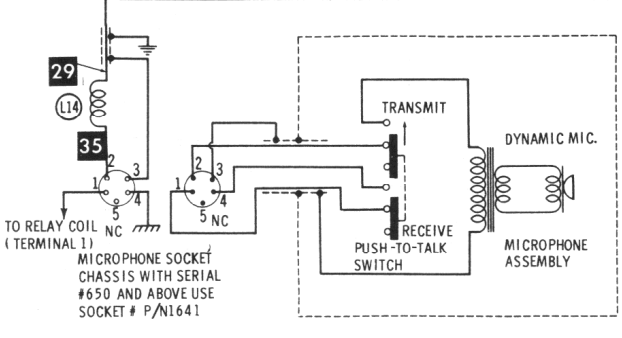 29
L14
35
2
3
1
4
5
NC
TO RELAY COIL
(TERMINAL 1)
2
3
1
4
5
NC
MICROPHONE SOCKET
CHASSIS WITH SERIAL
#650 AND ABOVE USE
SOCKET # P/N1641
TRANSMIT
RECEIVE
PUSH-TO-TALK
SWITCH
DYNAMIC MIC.
MICROPHONE
ASSEMBLY